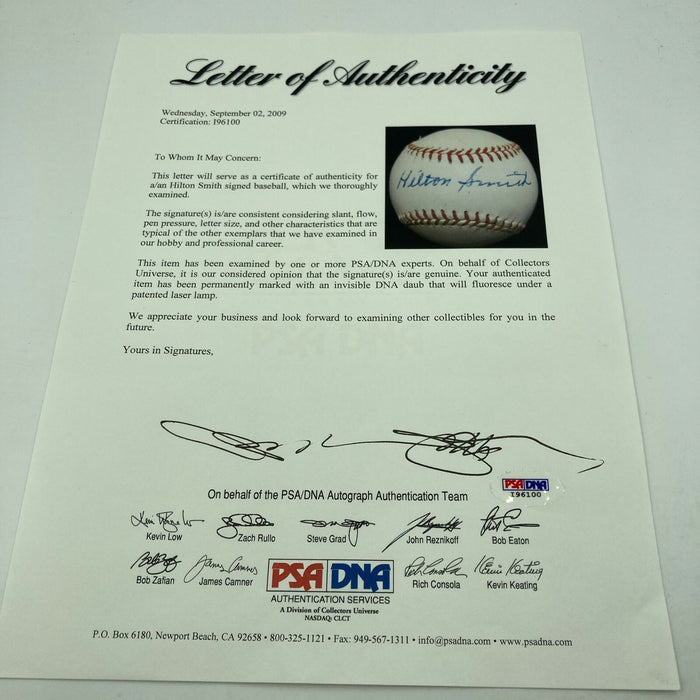 Letter of Authenticity
Wednesday, September 02, 2009
Certification: I96100
To Whom It May Concern:
This letter will serve as a certificate of authenticity for
a/an Hilton Smith signed baseball, which we thoroughly
examined.
Hilton Smith
The signature(s) is/are consistent considering slant, flow,
pen pressure, letter size, and other characteristics that are
typical of the other exemplars that we have examined in
our hobby and professional career.
This item has been examined by one or more PSA/DNA experts. On behalf of Collectors
Universe, it is our considered opinion that the signature(s) is/are genuine. Your authenticated
item has been permanently marked with an invisible DNA daub that will fluoresce under a
patented laser lamp.
We appreciate your business and look forward to examining other collectibles for you in the
future.
Yours in Signatures,
On behalf of the PSA/DNA Autograph Authentication Team
PSA DNA
I96100
Kevin Low Zach Rullo Steve Grad John Reznikoff Bob Eaton
Bob Zafian James Camner Rich Consola Kevin Keating
James Camner
Rich Consola
Kevin Keating
PSA DNA
AUTHENTICATION SERVICES
A Division of Collectors Universe
NASDAQ: CLCT
P.O. Box 6180, Newport Beach, CA 92658 • 800-325-1121 • Fax: 949-567-1311 • info@psadna.com • www.psadna.com